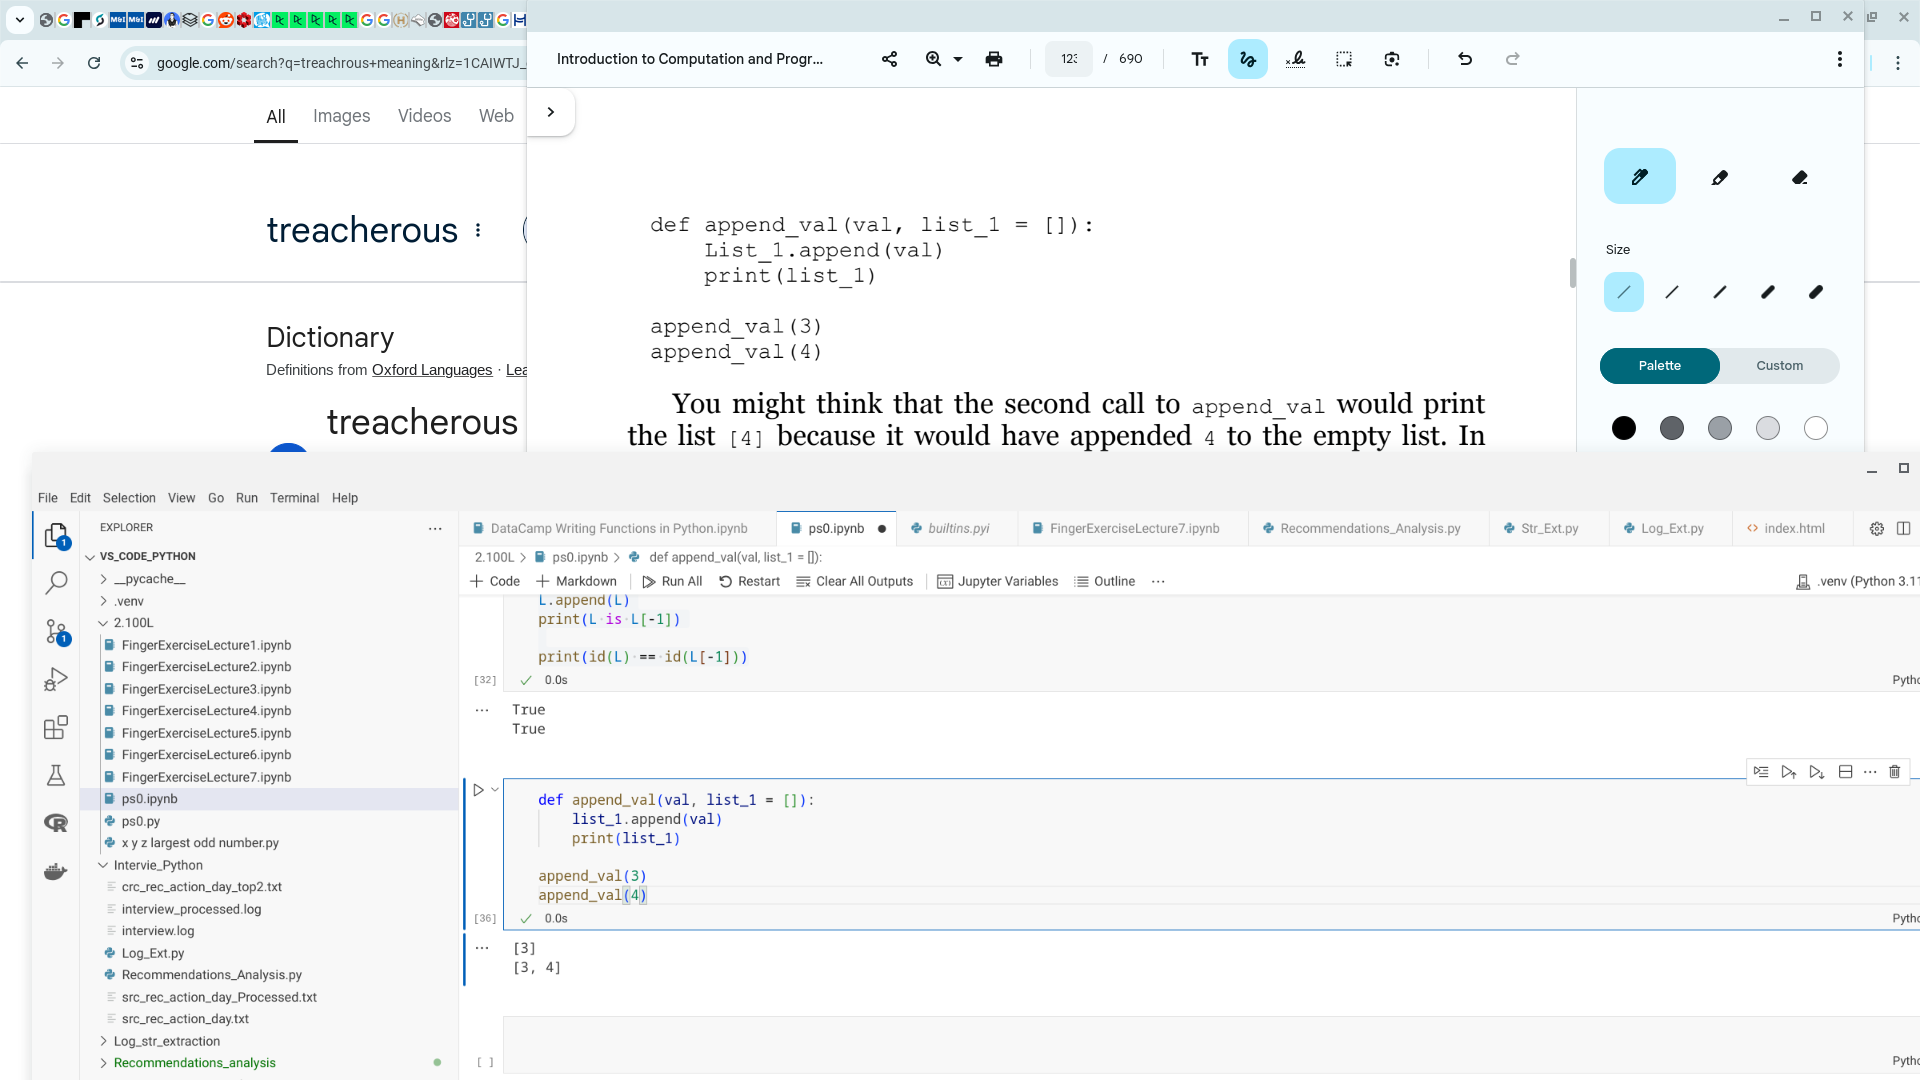 google.com/search?q=treachrous+meaning&rlz=1CAIWTJ_
All Images Videos Web
treacherous
Dictionary
Definitions from Oxford Languages · Lea
treacherous
Introduction to Computation and Progr...
123 / 690
def append_val(val, list_1 = []):
List_1.append(val)
print(list_1)
append_val(3)
append_val(4)
You might think that the second call to append_val would print
the list [4] because it would have appended 4 to the empty list. In
Size
Palette Custom
File Edit Selection View Go Run Terminal Help
EXPLORER
VS_CODE_PYTHON
__pycache__
.venv
2.100L
FingerExerciseLecture1.ipynb
FingerExerciseLecture2.ipynb
FingerExerciseLecture3.ipynb
FingerExerciseLecture4.ipynb
FingerExerciseLecture5.ipynb
FingerExerciseLecture6.ipynb
FingerExerciseLecture7.ipynb
ps0.ipynb
ps0.py
x y z largest odd number.py
Intervie_Python
crc_rec_action_day_top2.txt
interview_processed.log
interview.log
Log_Ext.py
Recommendations_Analysis.py
src_rec_action_day_Processed.txt
src_rec_action_day.txt
Log_str_extraction
Recommendations_analysis
1
1
DataCamp Writing Functions in Python.ipynb ps0.ipynb builtins.pyi FingerExerciseLecture7.ipynb Recommendations_Analysis.py Str_Ext.py Log_Ext.py index.html
2.100L > ps0.ipynb > def append_val(val, list_1 = []):
+ Code + Markdown Run All Restart Clear All Outputs Jupyter Variables Outline ... .venv (Python 3.11
L.append(L)
print(L is L[-1])
print(id(L) == id(L[-1]))
[32] 0.0s Pytho
True
True
def append_val(val, list_1 = []):
list_1.append(val)
print(list_1)
append_val(3)
append_val(4)
[36] 0.0s Pytho
[3]
[3, 4]
[ ] Pytho